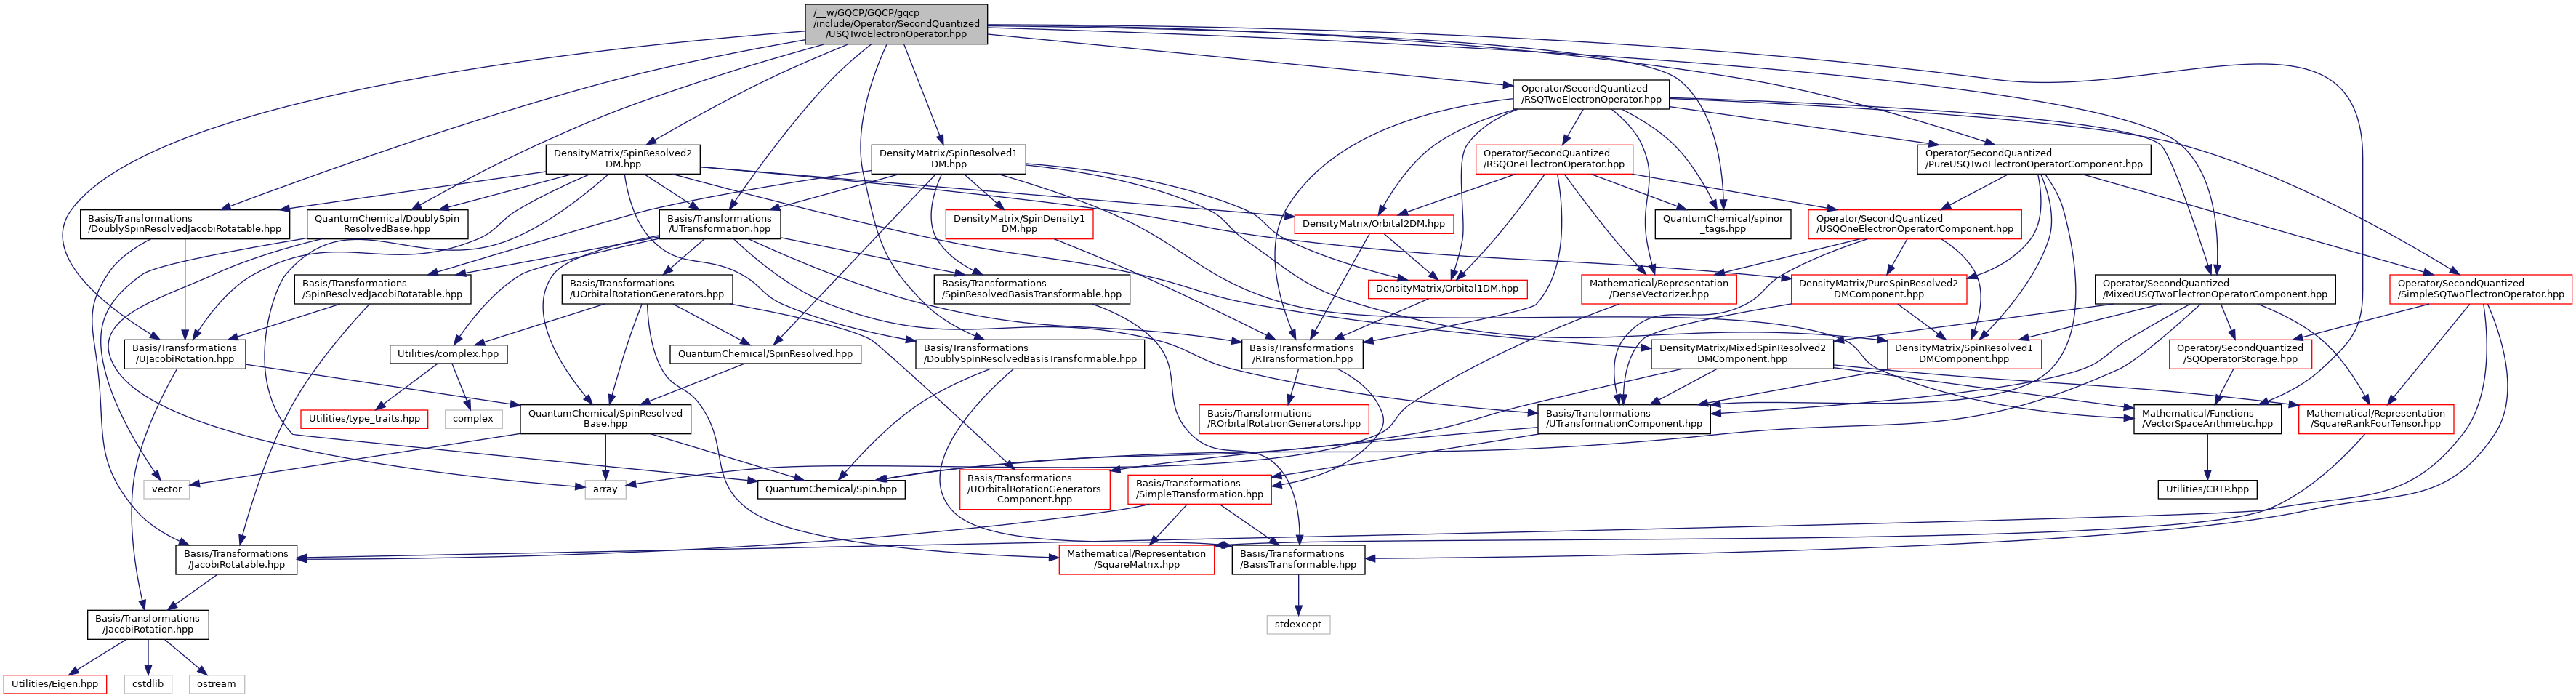 /__w/GQCP/GQCP/gqcp
/include/Operator/SecondQuantized
/USQTwoElectronOperator.hpp
Operator/SecondQuantized
/RSQTwoElectronOperator.hpp
DensityMatrix/SpinResolved2
DM.hpp
DensityMatrix/SpinResolved1
DM.hpp
Operator/SecondQuantized
/RSQOneElectronOperator.hpp
Operator/SecondQuantized
/PureUSQTwoElectronOperatorComponent.hpp
Basis/Transformations
/DoublySpinResolvedJacobiRotatable.hpp
QuantumChemical/DoublySpin
ResolvedBase.hpp
Basis/Transformations
/UTransformation.hpp
DensityMatrix/SpinDensity1
DM.hpp
DensityMatrix/Orbital2DM.hpp
QuantumChemical/spinor
_tags.hpp
Operator/SecondQuantized
/USQOneElectronOperatorComponent.hpp
Basis/Transformations
/SpinResolvedJacobiRotatable.hpp
Basis/Transformations
/UOrbitalRotationGenerators.hpp
Basis/Transformations
/SpinResolvedBasisTransformable.hpp
DensityMatrix/Orbital1DM.hpp
Mathematical/Representation
/DenseVectorizer.hpp
DensityMatrix/PureSpinResolved2
DMComponent.hpp
Operator/SecondQuantized
/MixedUSQTwoElectronOperatorComponent.hpp
Operator/SecondQuantized
/SimpleSQTwoElectronOperator.hpp
Basis/Transformations
/UJacobiRotation.hpp
Utilities/complex.hpp
QuantumChemical/SpinResolved.hpp
Basis/Transformations
/DoublySpinResolvedBasisTransformable.hpp
Basis/Transformations
/RTransformation.hpp
DensityMatrix/MixedSpinResolved2
DMComponent.hpp
DensityMatrix/SpinResolved1
DMComponent.hpp
Operator/SecondQuantized
/SQOperatorStorage.hpp
Utilities/type_traits.hpp
complex
QuantumChemical/SpinResolved
Base.hpp
Basis/Transformations
/ROrbitalRotationGenerators.hpp
Basis/Transformations
/UTransformationComponent.hpp
Mathematical/Functions
/VectorSpaceArithmetic.hpp
Mathematical/Representation
/SquareRankFourTensor.hpp
vector
array
QuantumChemical/Spin.hpp
Basis/Transformations
/UOrbitalRotationGenerators
Component.hpp
Basis/Transformations
/SimpleTransformation.hpp
Utilities/CRTP.hpp
Basis/Transformations
/JacobiRotatable.hpp
Mathematical/Representation
/SquareMatrix.hpp
Basis/Transformations
/BasisTransformable.hpp
Basis/Transformations
/JacobiRotation.hpp
stdexcept
Utilities/Eigen.hpp
cstdlib
ostream